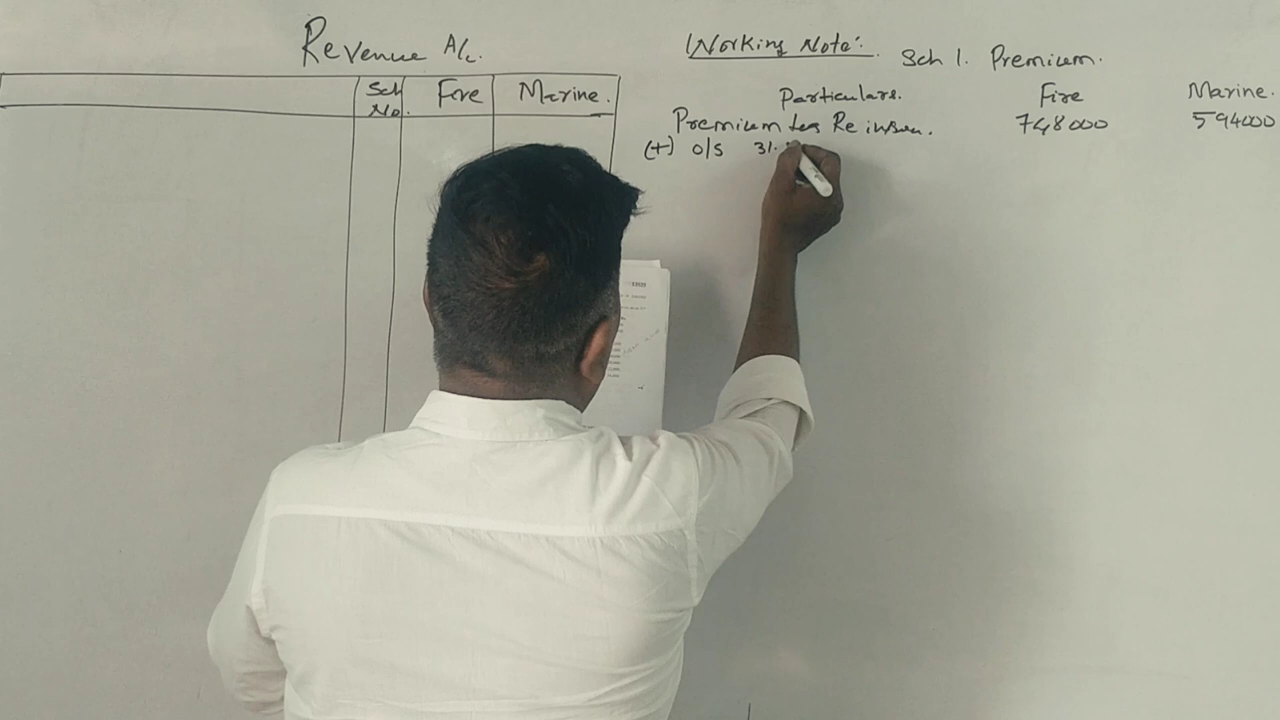 Revenue A/c.
Sch No. Fire Marine.
Working Note:
Sch 1. Premium.
Particulars. Fire Marine.
Premium less Re insu. 748000 594000
(+) O/S 31.